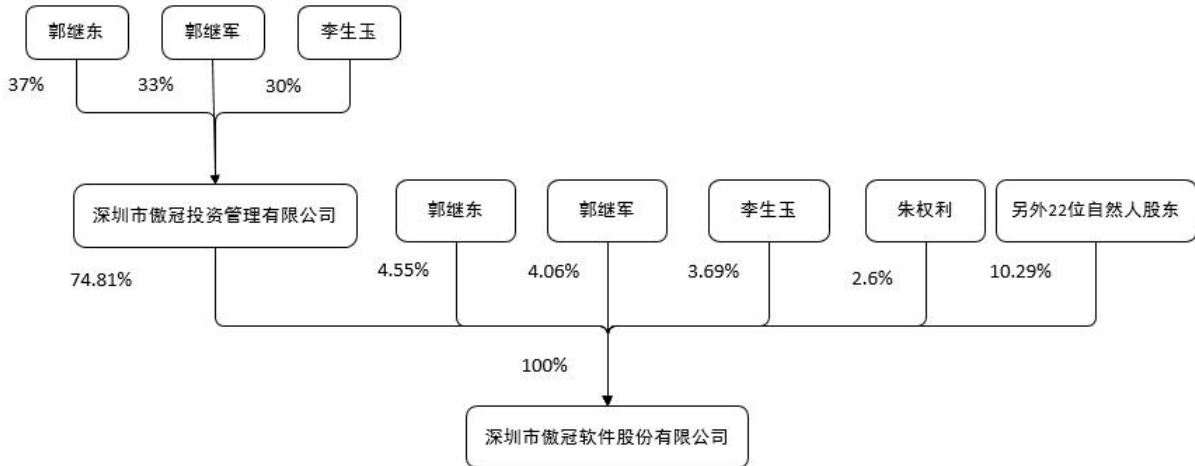 郭继东
郭继军
李生玉
37%
33%
30%
深圳市傲冠投资管理有限公司
郭继东
郭继军
李生玉
朱权利
另外22位自然人股东
74.81%
4.55%
4.06%
3.69%
2.6%
10.29%
100%
深圳市傲冠软件股份有限公司